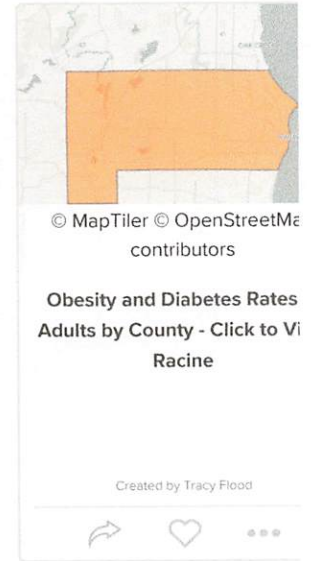 © MapTiler © OpenStreetMa
contributors
Obesity and Diabetes Rates
Adults by County - Click to Vi
Racine
Created by Tracy Flood